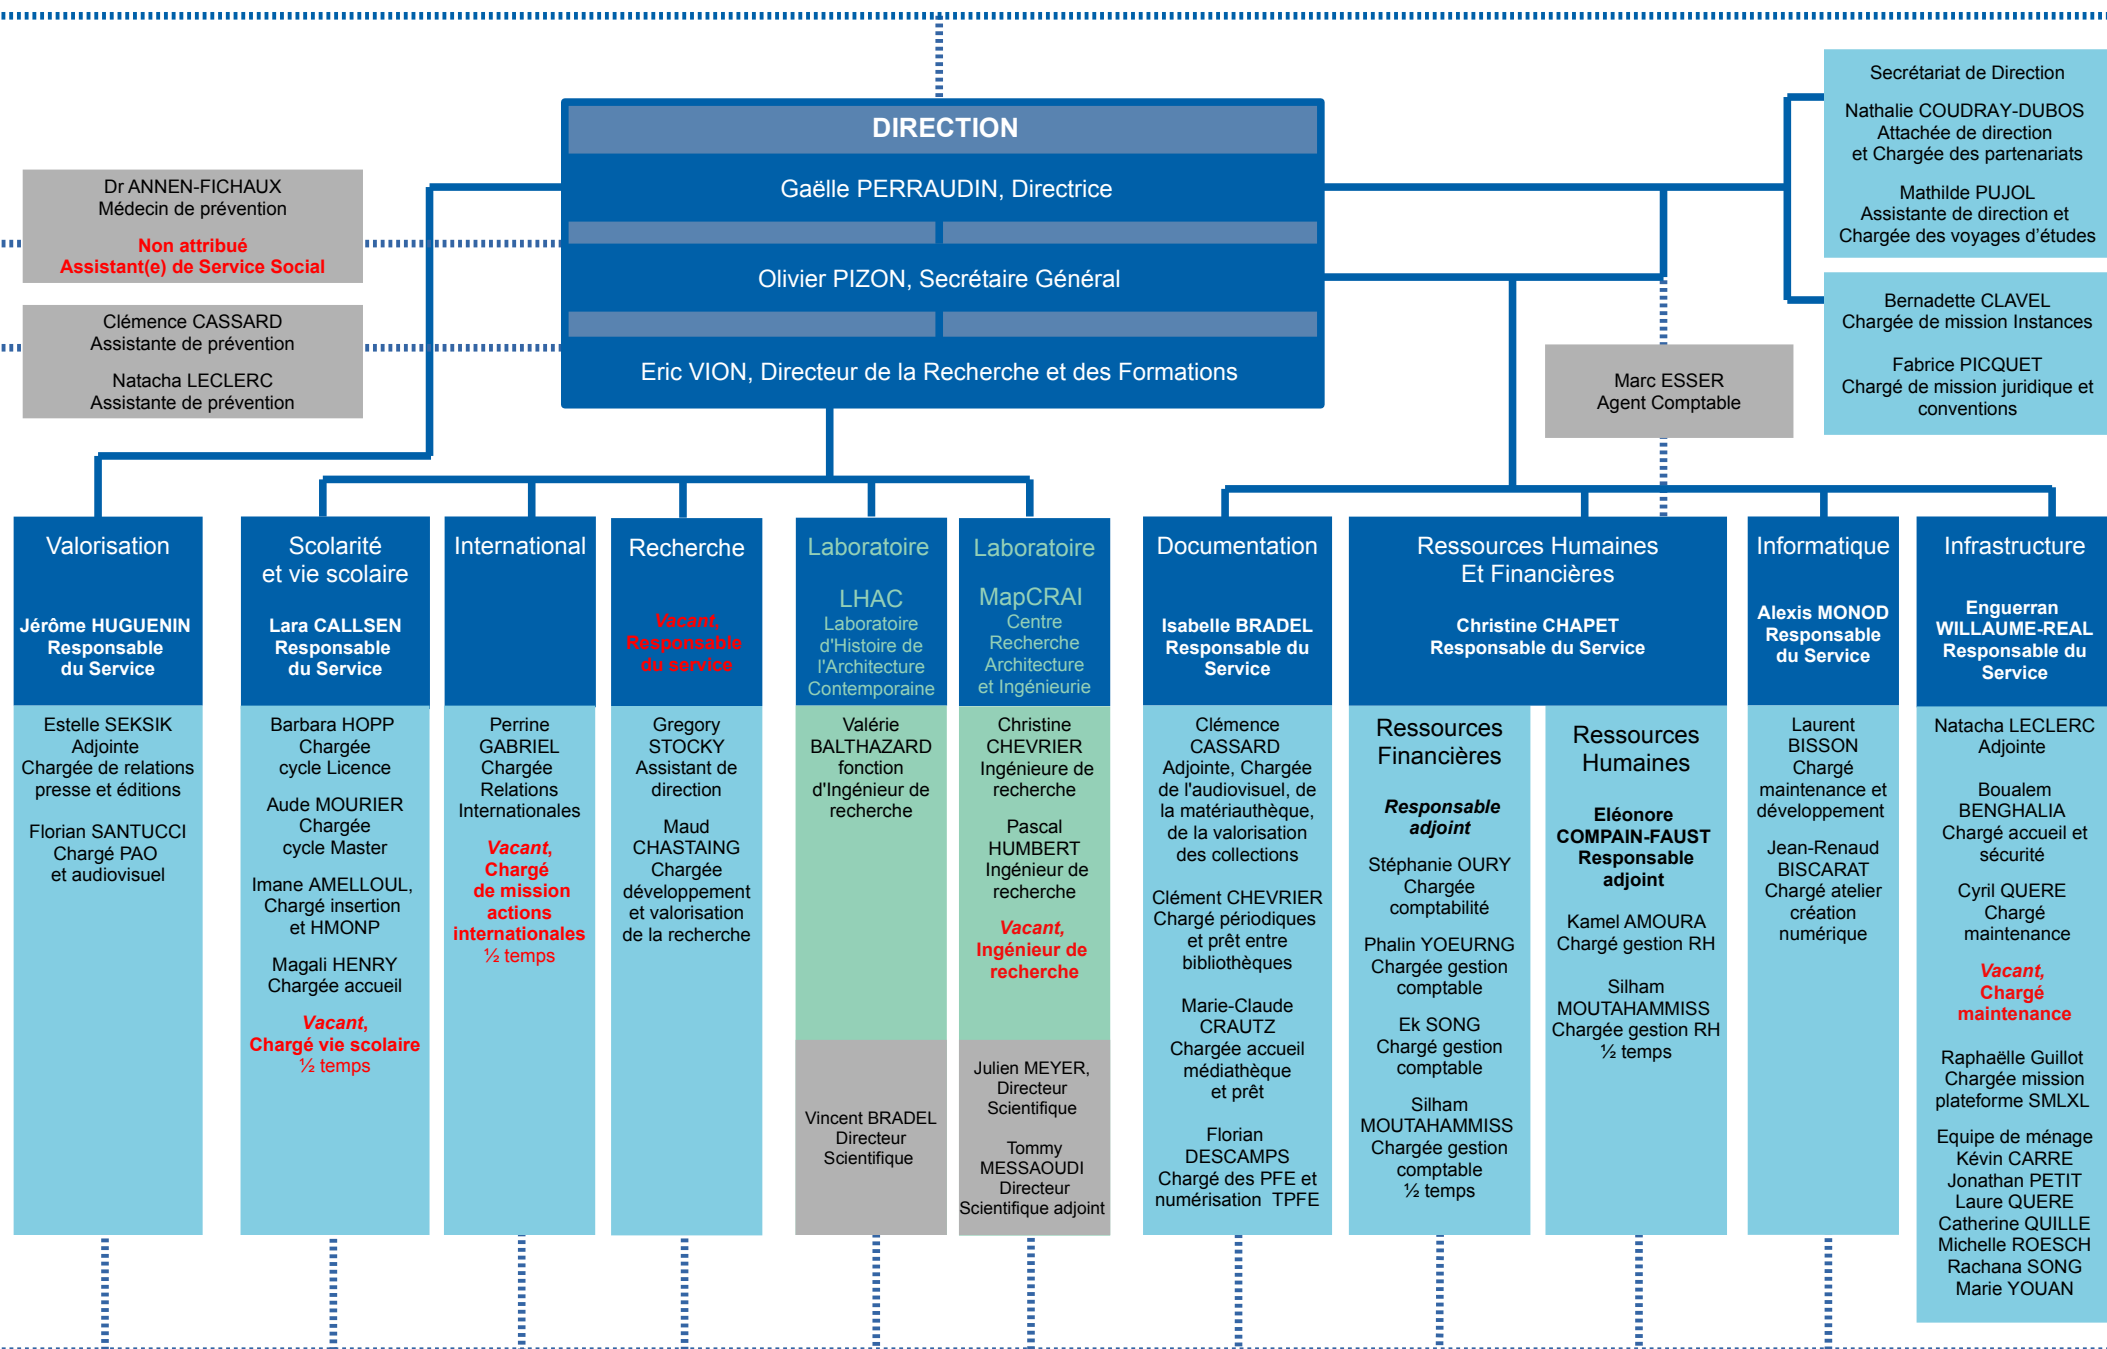 DIRECTION
Gaëlle PERRAUDIN, Directrice
Olivier PIZON, Secrétaire Général
Eric VION, Directeur de la Recherche et des Formations
Dr ANNEN-FICHAUX
Médecin de prévention
Non attribué
Assistant(e) de Service Social
Clémence CASSARD
Assistante de prévention
Natacha LECLERC
Assistante de prévention
Secrétariat de Direction
Nathalie COUDRAY-DUBOS
Attachée de direction
et Chargée des partenariats
Mathilde PUJOL
Assistante de direction et
Chargée des voyages d'études
Bernadette CLAVEL
Chargée de mission Instances
Fabrice PICQUET
Chargé de mission juridique et
conventions
Marc ESSER
Agent Comptable
Valorisation
Jérôme HUGUENIN
Responsable
du Service
Estelle SEKSIK
Adjointe
Chargée de relations
presse et éditions
Florian SANTUCCI
Chargé PAO
et audiovisuel
Scolarité
et vie scolaire
Lara CALLSEN
Responsable
du Service
Barbara HOPP
Chargée
cycle Licence
Aude MOURIER
Chargée
cycle Master
Imane AMELLOUL,
Chargé insertion
et HMONP
Magali HENRY
Chargée accueil
Vacant,
Chargé vie scolaire
½ temps
International
Perrine
GABRIEL
Chargée
Relations
Internationales
Vacant,
Chargé
de mission
actions
internationales
½ temps
Recherche
Vacant,
Responsable
du service
Gregory
STOCKY
Assistant de
direction
Maud
CHASTAING
Chargée
développement
et valorisation
de la recherche
Laboratoire
LHAC
Laboratoire
d'Histoire de
l'Architecture
Contemporaine
Valérie
BALTHAZARD
fonction
d'Ingénieur de
recherche
Vincent BRADEL
Directeur
Scientifique
Laboratoire
MapCRAI
Centre
Recherche
Architecture
et Ingénieurie
Christine
CHEVRIER
Ingénieure de
recherche
Pascal
HUMBERT
Ingénieur de
recherche
Vacant,
Ingénieur de
recherche
Julien MEYER,
Directeur
Scientifique
Tommy
MESSAOUDI
Directeur
Scientifique adjoint
Documentation
Isabelle BRADEL
Responsable du
Service
Clémence
CASSARD
Adjointe, Chargée
de l'audiovisuel, de
la matériauthèque,
de la valorisation
des collections
Clément CHEVRIER
Chargé périodiques
et prêt entre
bibliothèques
Marie-Claude
CRAUTZ
Chargée accueil
médiathèque
et prêt
Florian
DESCAMPS
Chargé des PFE et
numérisation TPFE
Ressources Humaines
Et Financières
Christine CHAPET
Responsable du Service
Ressources
Financières
Responsable
adjoint
Stéphanie OURY
Chargée
comptabilité
Phalin YOEURNG
Chargée gestion
comptable
Ek SONG
Chargé gestion
comptable
Silham
MOUTAHAMMISS
Chargée gestion
comptable
½ temps
Ressources
Humaines
Eléonore
COMPAIN-FAUST
Responsable
adjoint
Kamel AMOURA
Chargé gestion RH
Silham
MOUTAHAMMISS
Chargée gestion RH
½ temps
Informatique
Alexis MONOD
Responsable
du Service
Laurent
BISSON
Chargé
maintenance et
développement
Jean-Renaud
BISCARAT
Chargé atelier
création
numérique
Infrastructure
Enguerran
WILLAUME-REAL
Responsable du
Service
Natacha LECLERC
Adjointe
Boualem
BENGHALIA
Chargé accueil et
sécurité
Cyril QUERE
Chargé
maintenance
Vacant,
Chargé
maintenance
Raphaëlle Guillot
Chargée mission
plateforme SMLXL
Equipe de ménage
Kévin CARRE
Jonathan PETIT
Laure QUERE
Catherine QUILLE
Michelle ROESCH
Rachana SONG
Marie YOUAN